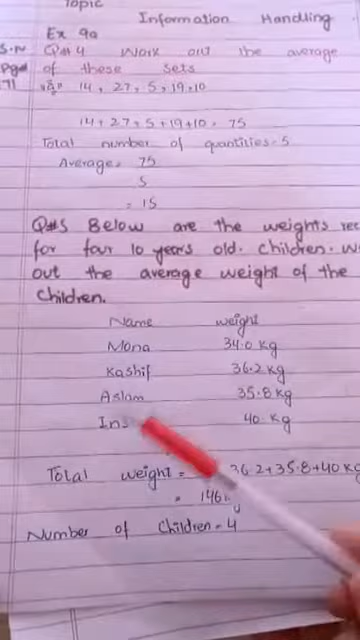 Topic
Information Handling
Ex 9a
S.N Q#4 Work out the average
Pg# of these sets
71 "a" 14, 27, 5, 19, 10
14+27+5+19+10= 75
Total number of quantities=5
Average= 75
5
= 15
Q#5 Below are the weights
for four 10 years old. children.
out the average weight of the
children.
Name weight
Mona 34.0 kg
Kashif 36.2 kg
Aslam 35.8 kg
40 kg
Total weight = 36.2+35.8+40 kg
= 146
Number of Children=4